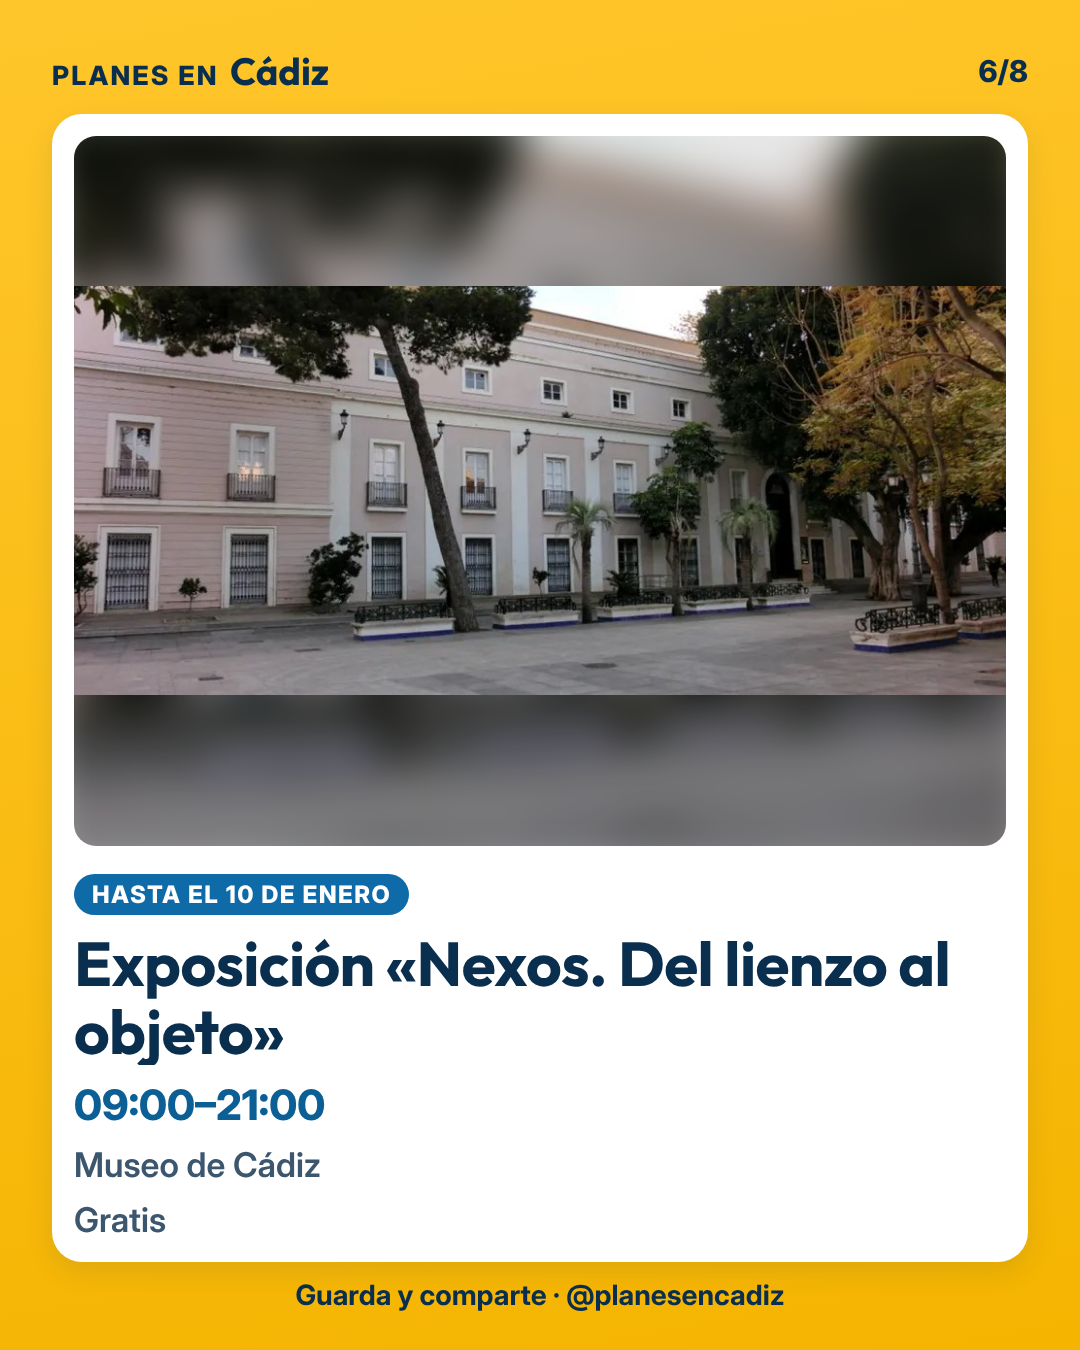 PLANES EN Cádiz
6/8
HASTA EL 10 DE ENERO
Exposición «Nexos. Del lienzo al
objeto»
09:00–21:00
Museo de Cádiz
Gratis
Guarda y comparte · @planesencadiz